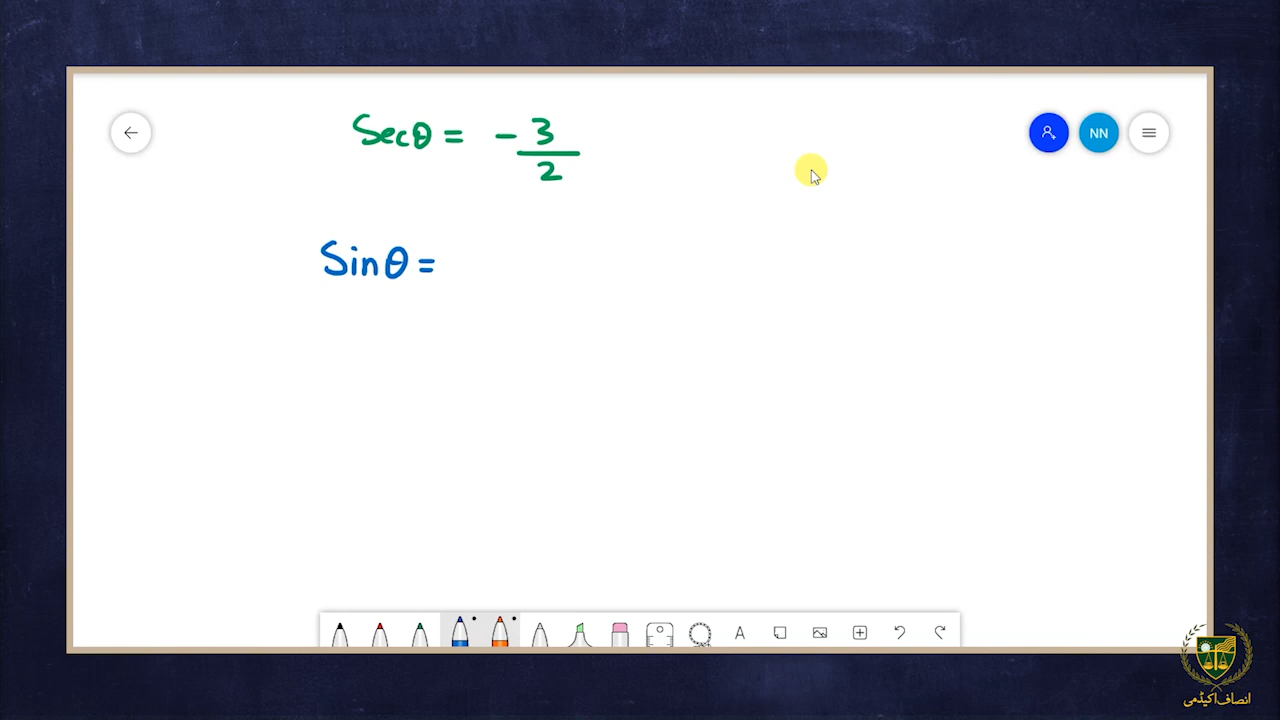 Secθ = -3/2
NN
Sinθ =
A
انصاف اکیڈمی